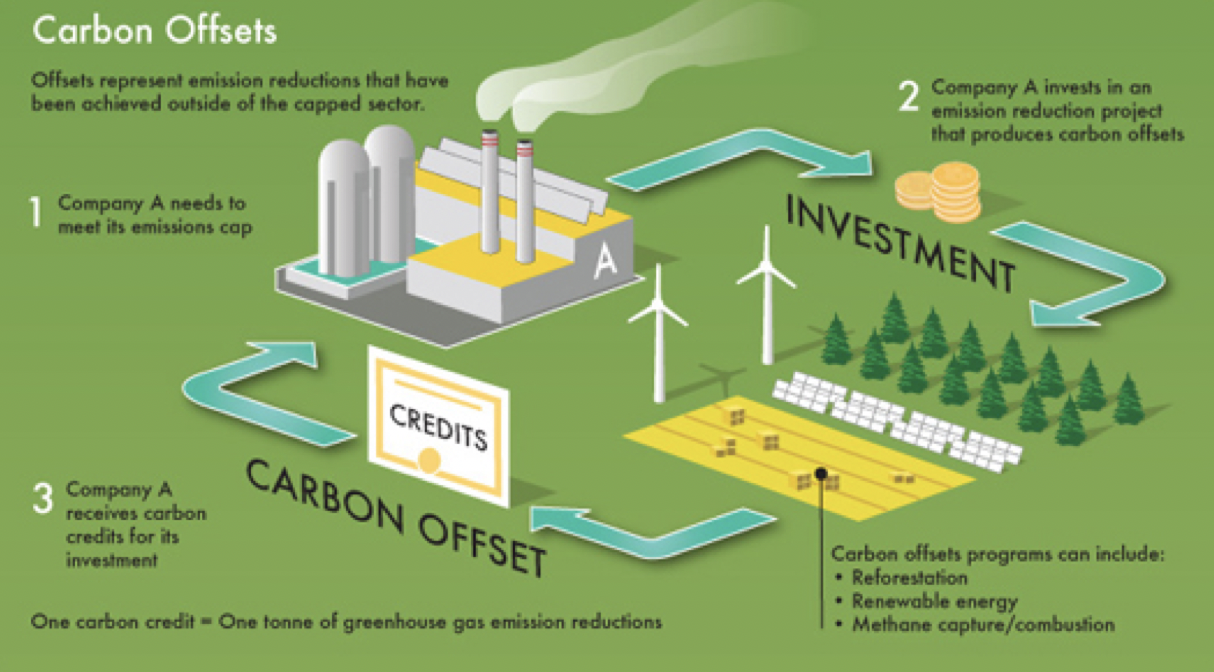 Carbon Offsets
Offsets represent emission reductions that have
been achieved outside of the capped sector.
1 Company A needs to
meet its emissions cap
A
2 Company A invests in an
emission reduction project
that produces carbon offsets
INVESTMENT
CREDITS
CARBON OFFSET
3 Company A
receives carbon
credits for its
investment
Carbon offsets programs can include:
• Reforestation
• Renewable energy
• Methane capture/combustion
One carbon credit = One tonne of greenhouse gas emission reductions